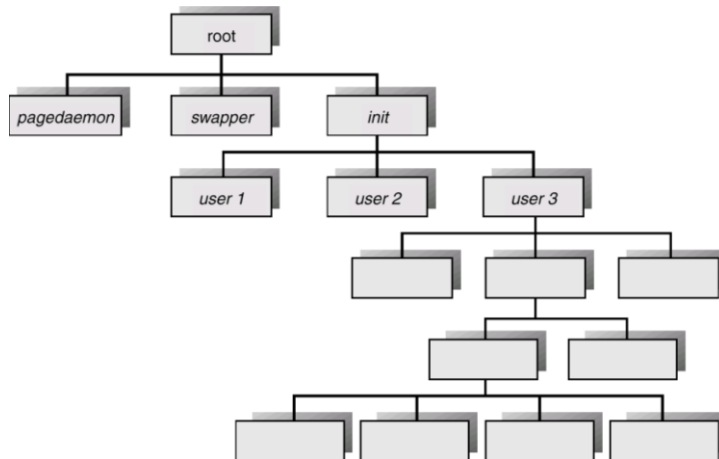 root
pagedaemon
swapper
init
user 1
user 2
user 3